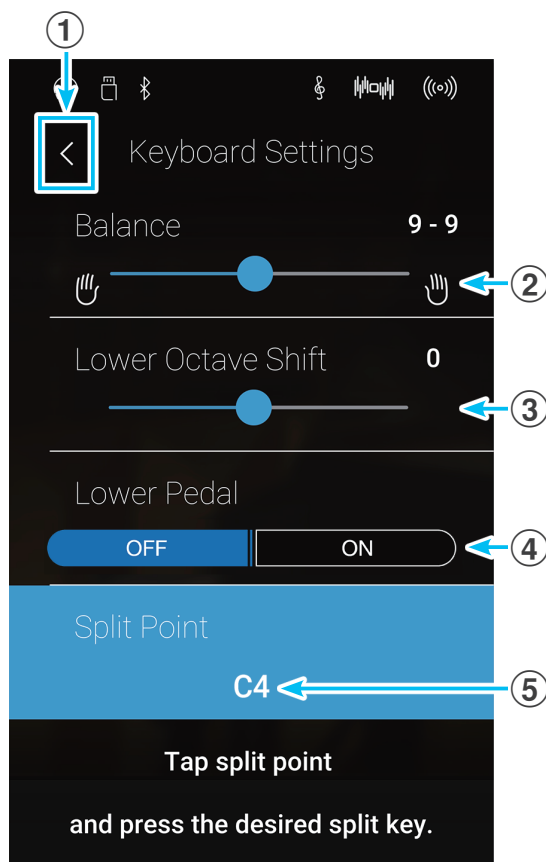 ①
Keyboard Settings
Balance 9 - 9
②
Lower Octave Shift 0
③
Lower Pedal
OFF ON
④
Split Point
C4
⑤
Tap split point
and press the desired split key.